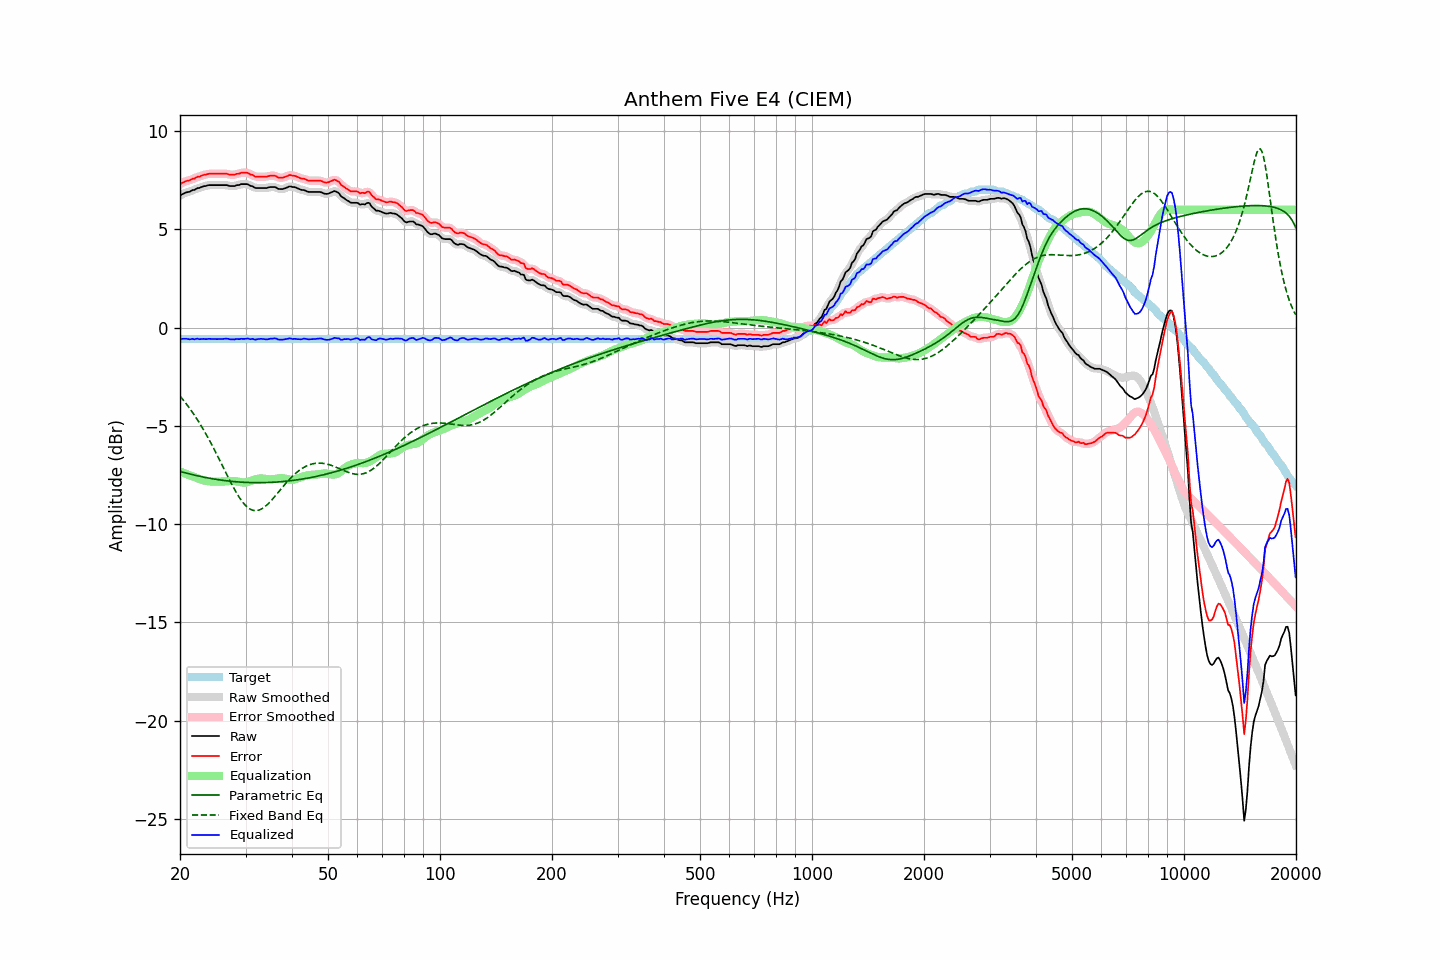 Anthem Five E4 (CIEM)
Amplitude (dBr)
10
5
0
−5
−10
−15
−20
−25
Target
Raw Smoothed
Error Smoothed
Raw
Error
Equalization
Parametric Eq
Fixed Band Eq
Equalized
20
50
100
200
500
1000
2000
5000
10000
20000
Frequency (Hz)